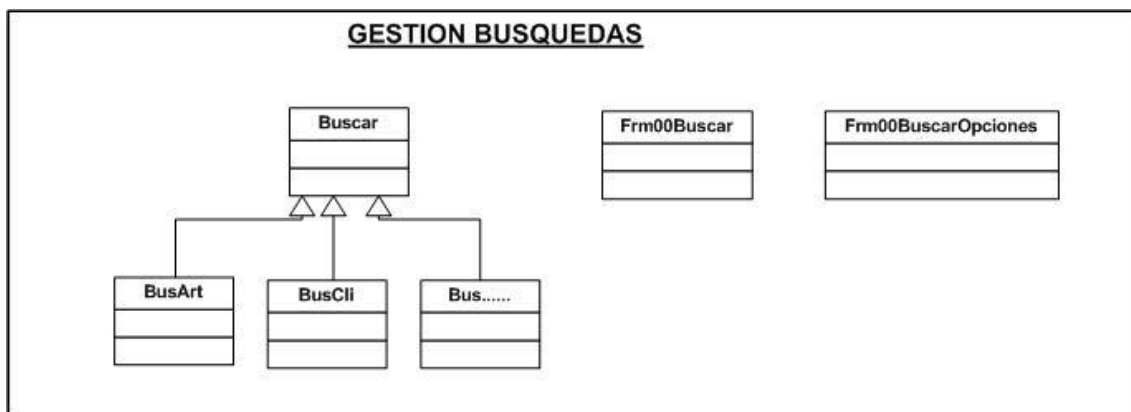 GESTION BUSQUEDAS
Buscar
Frm00Buscar
Frm00BuscarOpciones
BusArt
BusCli
Bus......